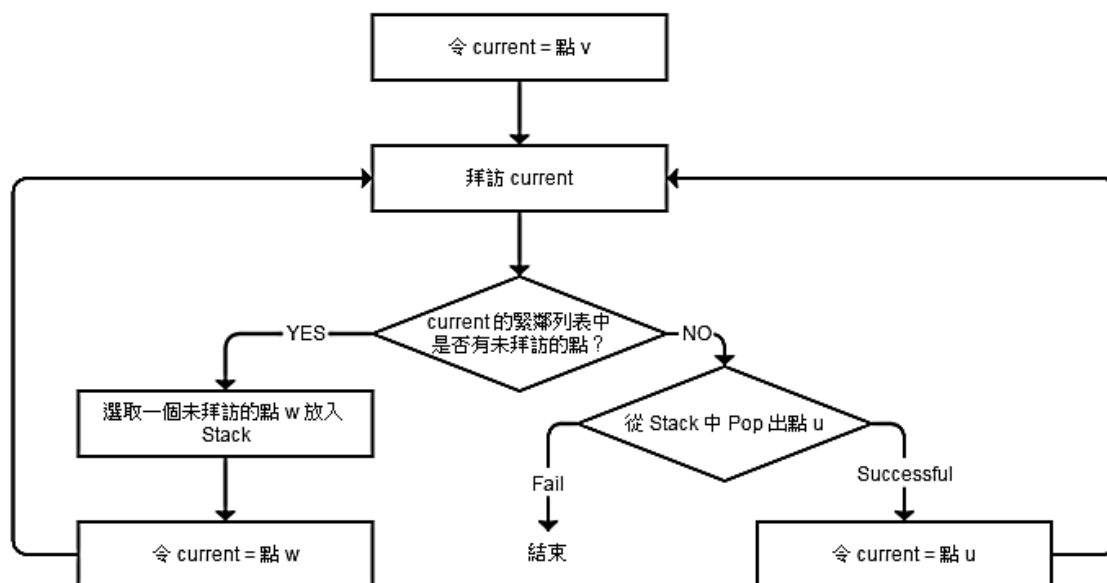 令 current = 點 v
拜訪 current
current 的緊鄰列表中
是否有未拜訪的點？
YES
NO
選取一個未拜訪的點 w 放入
Stack
從 Stack 中 Pop 出點 u
Fail
Successful
令 current = 點 w
結束
令 current = 點 u